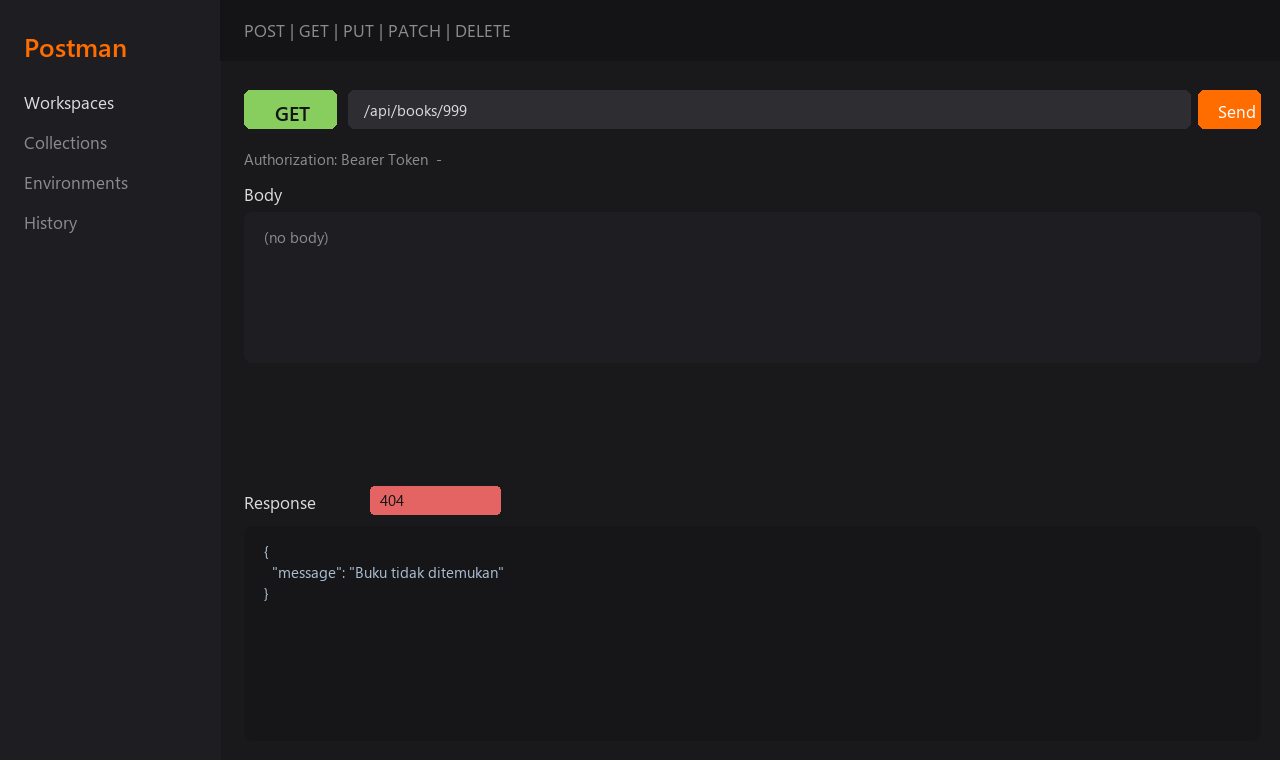 Postman
Workspaces
Collections
Environments
History
POST | GET | PUT | PATCH | DELETE
GET
/api/books/999
Send
Authorization: Bearer Token  -
Body
(no body)
Response
404
{
  "message": "Buku tidak ditemukan"
}